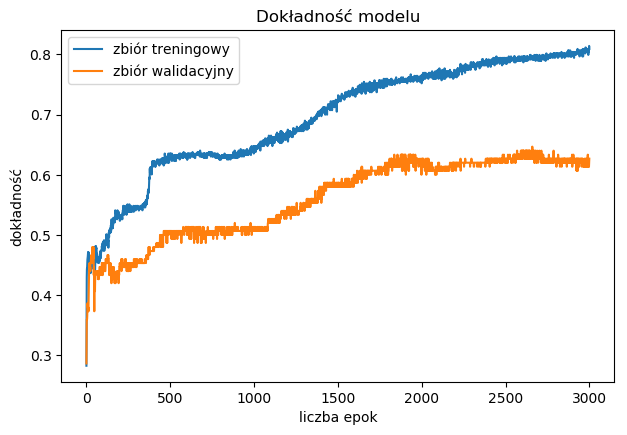 Dokładność modelu
zbiór treningowy
zbiór walidacyjny
dokładność
0.8
0.7
0.6
0.5
0.4
0.3
0 500 1000 1500 2000 2500 3000
liczba epok